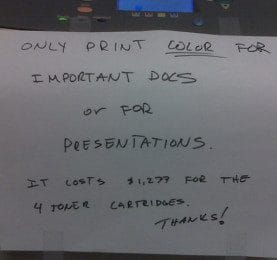 ONLY PRINT COLOR FOR
IMPORTANT DOCS
or FOR
PRESENTATIONS.
IT COSTS $1,277 FOR THE
4 TONER CARTRIDGES.
THANKS!